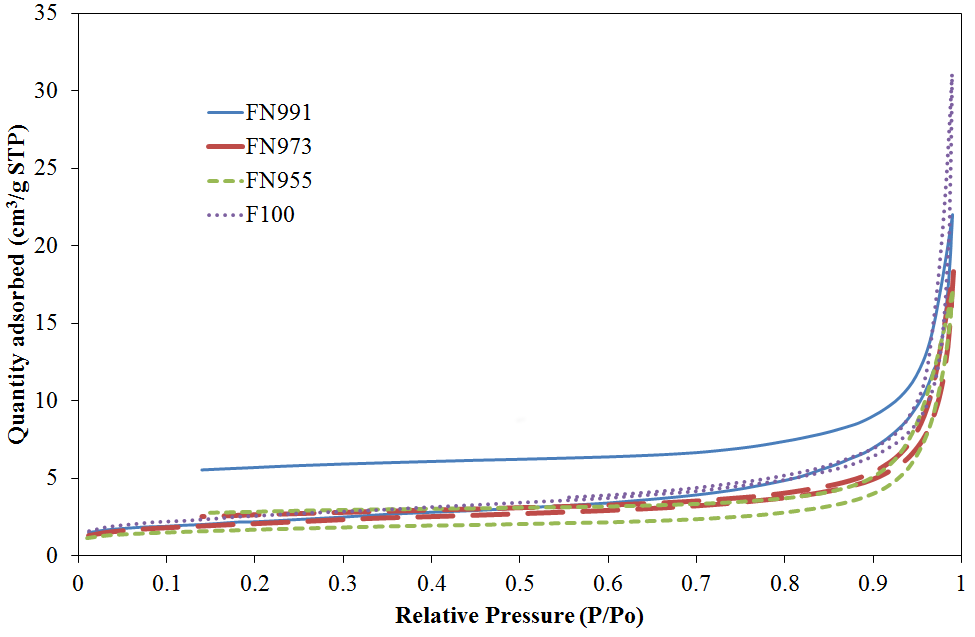 35
30
25
20
15
10
5
0
Quantity adsorbed (cm³/g STP)
FN991
FN973
FN955
F100
0 0.1 0.2 0.3 0.4 0.5 0.6 0.7 0.8 0.9 1
Relative Pressure (P/Po)